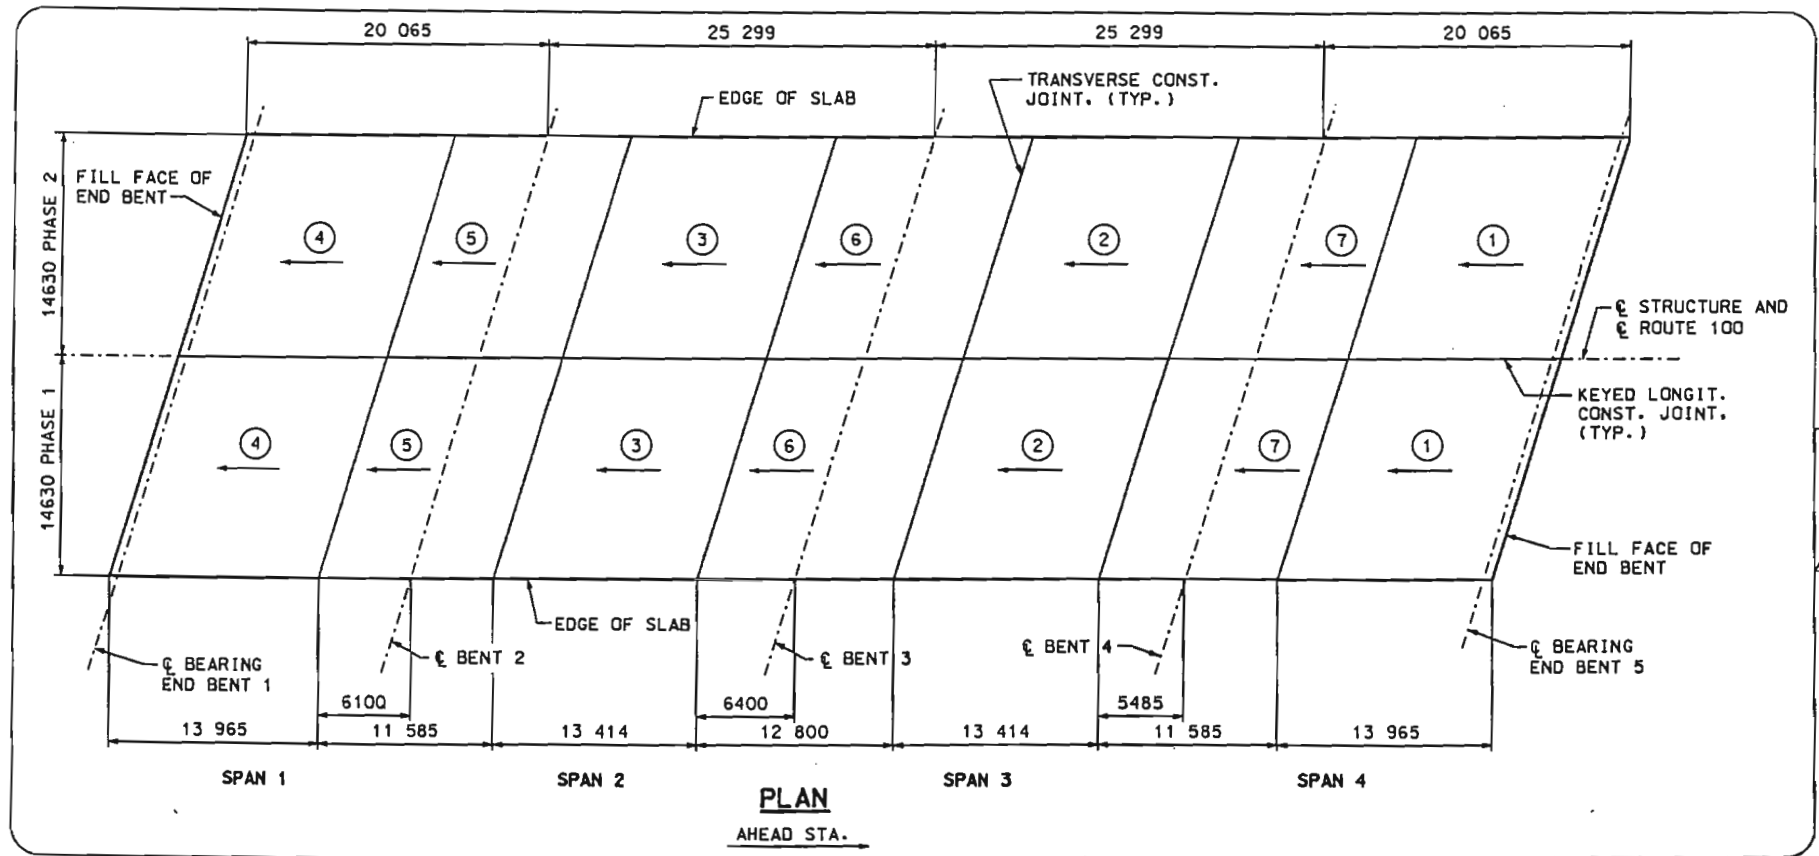 20 065
25 299
25 299
20 065
EDGE OF SLAB
TRANSVERSE CONST.
JOINT. (TYP.)
FILL FACE OF
END BENT
14630 PHASE 2
4
5
3
6
2
7
1
℄ STRUCTURE AND
℄ ROUTE 100
KEYED LONGIT.
CONST. JOINT.
(TYP.)
14630 PHASE 1
4
5
3
6
2
7
1
FILL FACE OF
END BENT
EDGE OF SLAB
℄ BEARING
END BENT 1
℄ BENT 2
℄ BENT 3
℄ BENT 4
℄ BEARING
END BENT 5
6100
6400
5485
13 965
11 585
13 414
12 800
13 414
11 585
13 965
SPAN 1
SPAN 2
SPAN 3
SPAN 4
PLAN
AHEAD STA.